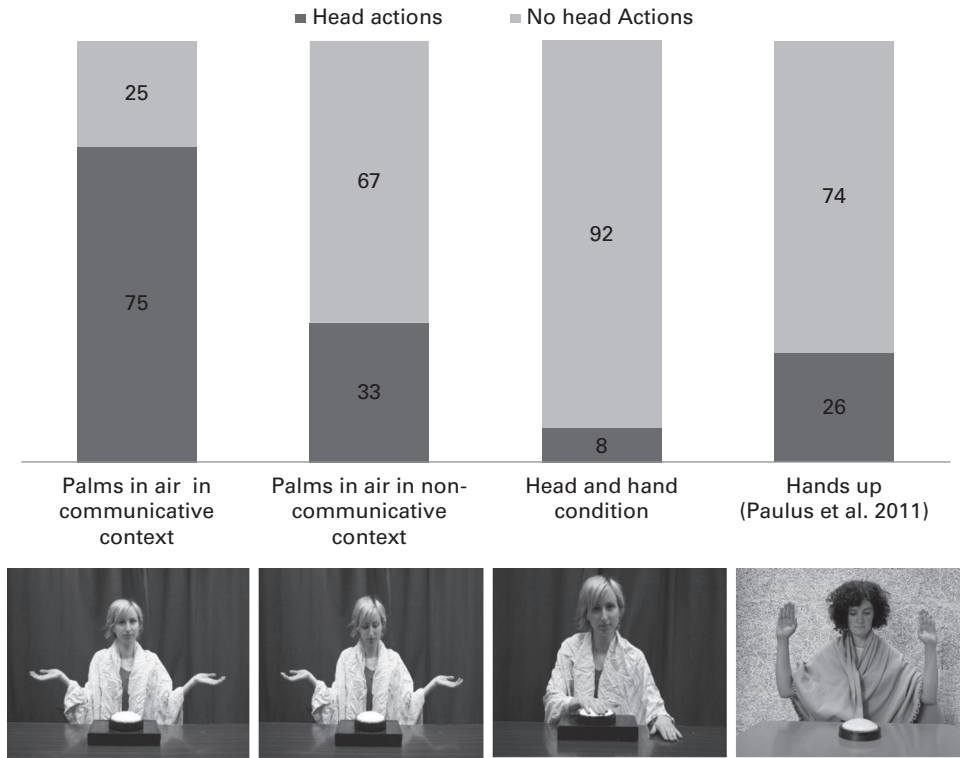 Head actions
No head Actions
25
75
67
33
92
8
74
26
Palms in air in
communicative
context
Palms in air in non-
communicative
context
Head and hand
condition
Hands up
(Paulus et al. 2011)